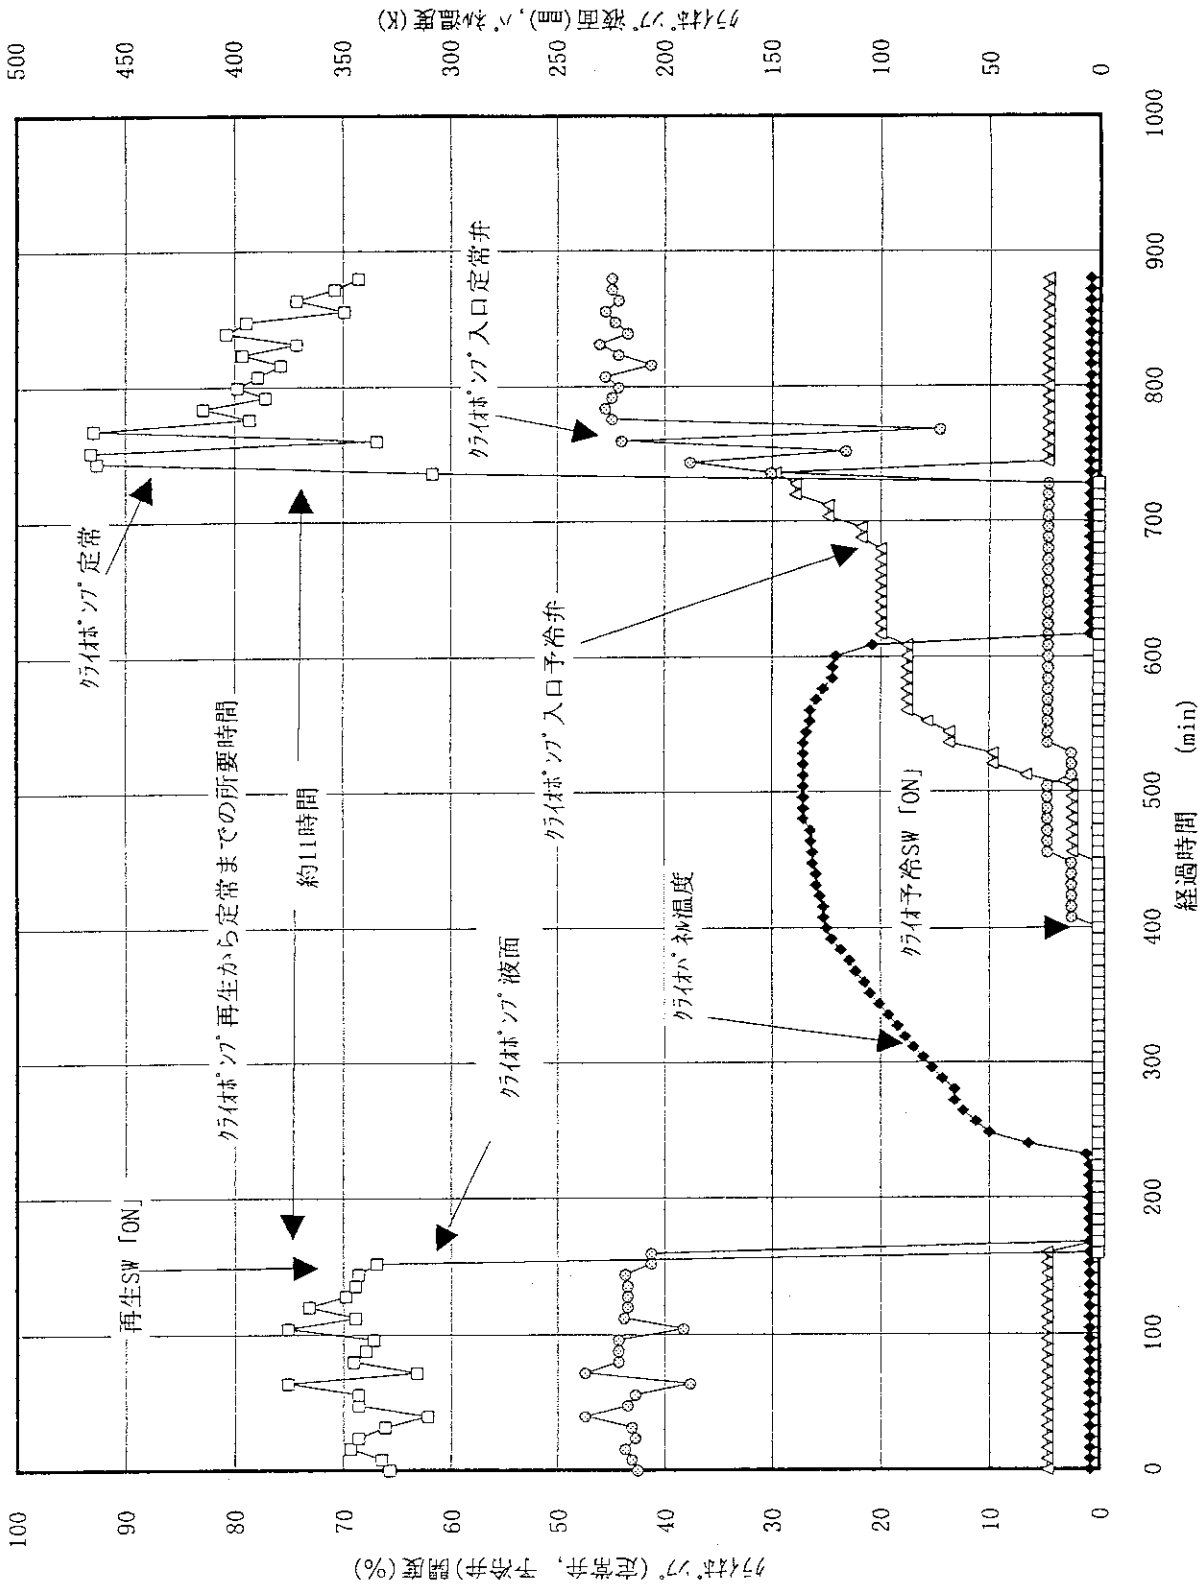 クライオポンプ液面(mm), パネル温度(K)
500
450
400
350
300
250
200
150
100
50
0
クライオポンプ定常
クライオポンプ入口定常弁
クライオポンプ再生から定常までの所要時間
約11時間
クライオポンプ入口予冷弁
再生SW「ON」
クライオポンプ液面
クライオパネル温度
クライオ予冷SW「ON」
0
100
200
300
400
500
600
700
800
900
1000
経過時間 (min)
100
90
80
70
60
50
40
30
20
10
0
クライオポンプ(定常弁, 予冷弁)開度(%)